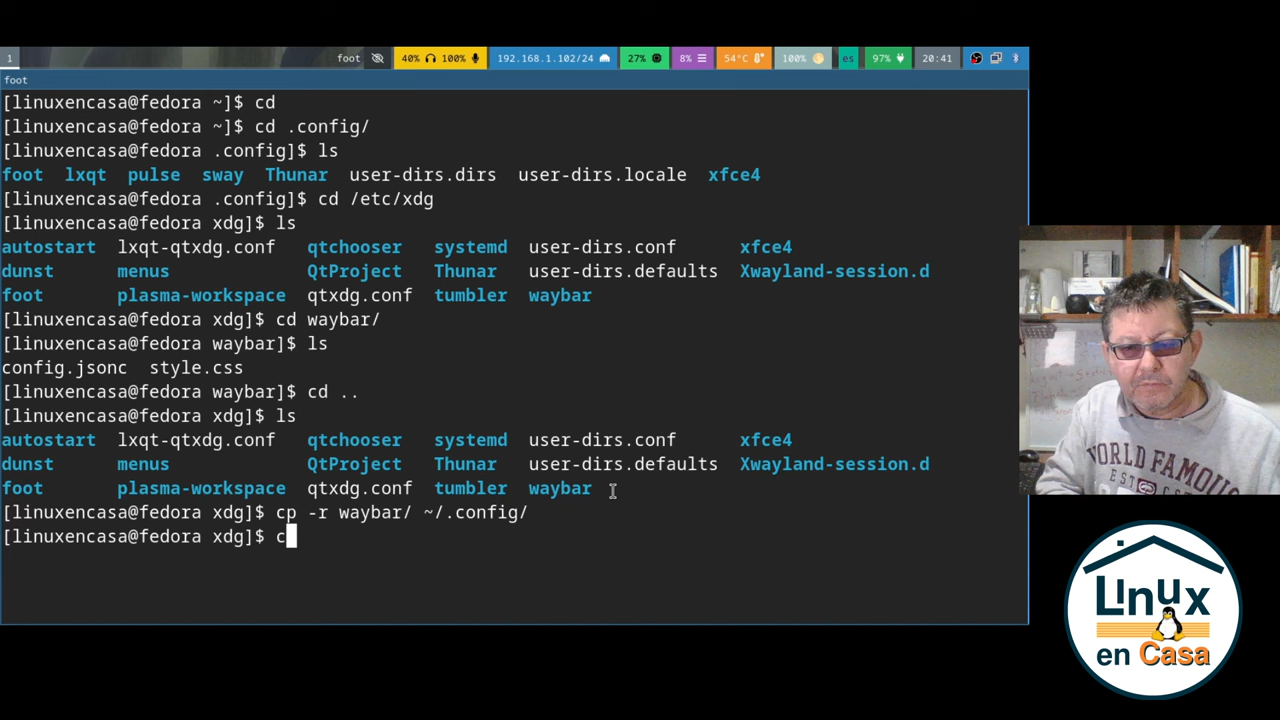 1 foot 40% 100% 192.168.1.102/24 27% 8% 54°C 100% es 97% 20:41
foot
[linuxencasa@fedora ~]$ cd
[linuxencasa@fedora ~]$ cd .config/
[linuxencasa@fedora .config]$ ls
foot lxqt pulse sway Thunar user-dirs.dirs user-dirs.locale xfce4
[linuxencasa@fedora .config]$ cd /etc/xdg
[linuxencasa@fedora xdg]$ ls
autostart lxqt-qtxdg.conf qtchooser systemd user-dirs.conf xfce4
dunst menus QtProject Thunar user-dirs.defaults Xwayland-session.d
foot plasma-workspace qtxdg.conf tumbler waybar
[linuxencasa@fedora xdg]$ cd waybar/
[linuxencasa@fedora waybar]$ ls
config.jsonc style.css
[linuxencasa@fedora waybar]$ cd ..
[linuxencasa@fedora xdg]$ ls
autostart lxqt-qtxdg.conf qtchooser systemd user-dirs.conf xfce4
dunst menus QtProject Thunar user-dirs.defaults Xwayland-session.d
foot plasma-workspace qtxdg.conf tumbler waybar
[linuxencasa@fedora xdg]$ cp -r waybar/ ~/.config/
[linuxencasa@fedora xdg]$ c
WORLD FAMOUS
Linux
en Casa